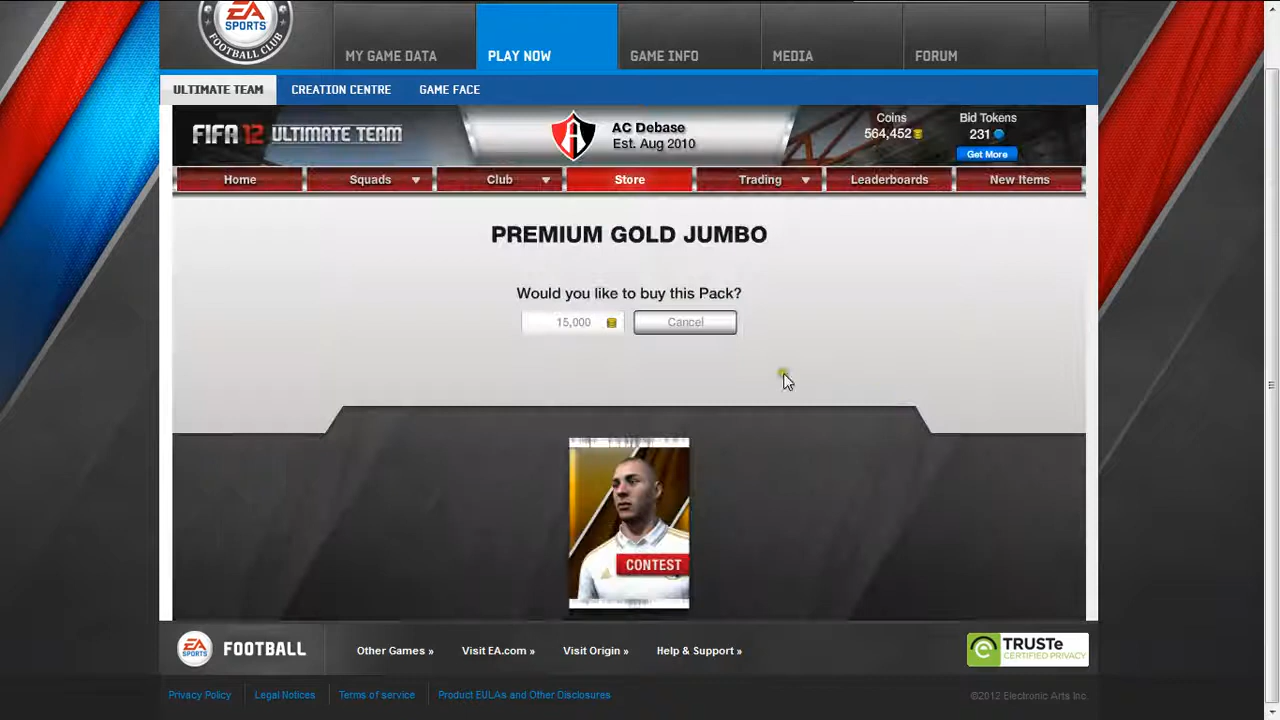 EA
SPORTS
FOOTBALL CLUB
MY GAME DATA
PLAY NOW
GAME INFO
MEDIA
FORUM
ULTIMATE TEAM
CREATION CENTRE
GAME FACE
FIFA 12 ULTIMATE TEAM
A
AC Debase
Est. Aug 2010
Coins
564,452
Bid Tokens
231
Get More
Home
Squads
Club
Store
Trading
Leaderboards
New Items
PREMIUM GOLD JUMBO
Would you like to buy this Pack?
15,000
Cancel
CONTEST
EA
SPORTS
FOOTBALL
Other Games »
Visit EA.com »
Visit Origin »
Help & Support »
TRUSTe
CERTIFIED PRIVACY
Privacy Policy
Legal Notices
Terms of service
Product EULAs and Other Disclosures
©2012 Electronic Arts Inc.